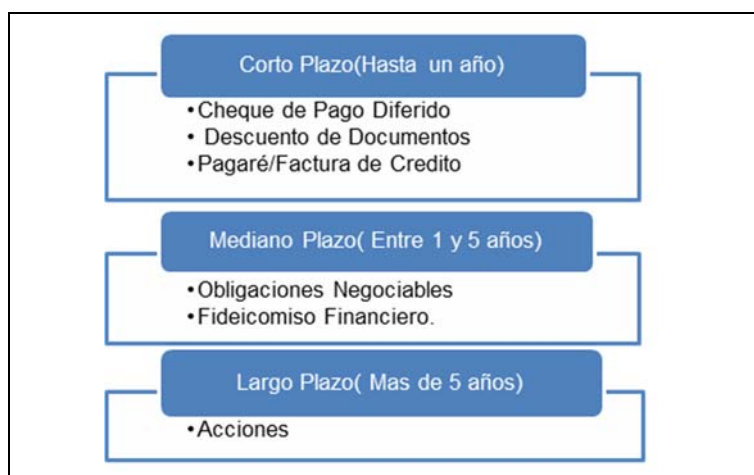 Corto Plazo(Hasta un año)
•Cheque de Pago Diferido
• Descuento de Documentos
•Pagaré/Factura de Credito
Mediano Plazo( Entre 1 y 5 años)
•Obligaciones Negociables
•Fideicomiso Financiero.
Largo Plazo( Mas de 5 años)
•Acciones